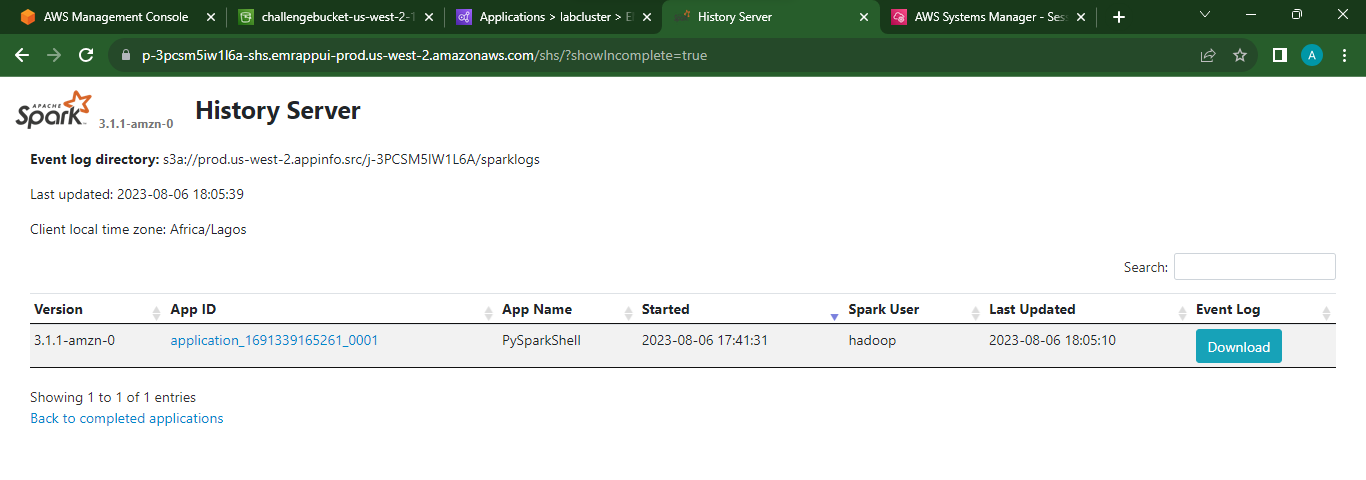 AWS Management Console
challengebucket-us-west-2-1
Applications > labcluster > E
History Server
AWS Systems Manager - Ses
p-3pcsm5iw1l6a-shs.emrappui-prod.us-west-2.amazonaws.com/shs/?showIncomplete=true
A
APACHE
Spark 3.1.1-amzn-0 History Server
Event log directory: s3a://prod.us-west-2.appinfo.src/j-3PCSM5IW1L6A/sparklogs
Last updated: 2023-08-06 18:05:39
Client local time zone: Africa/Lagos
Search:
Version App ID App Name Started Spark User Last Updated Event Log
3.1.1-amzn-0 application_1691339165261_0001 PySparkShell 2023-08-06 17:41:31 hadoop 2023-08-06 18:05:10 Download
Showing 1 to 1 of 1 entries
Back to completed applications